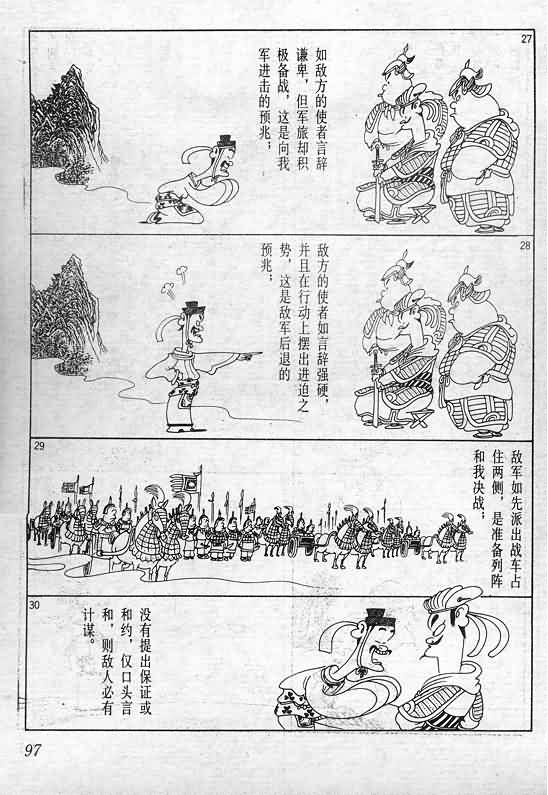 27
如敌方的使者言辞
谦卑，但军旅却积
极备战，这是向我
军进击的预兆；
28
敌方的使者如言辞强硬，
并且在行动上摆出进迫之
势，这是敌军后退的
预兆；
29
敌军如先派出战车占
住两侧，是准备列阵
和我决战；
30
没有提出保证或
和约，仅口头言
和，则敌人必有
计谋。
97